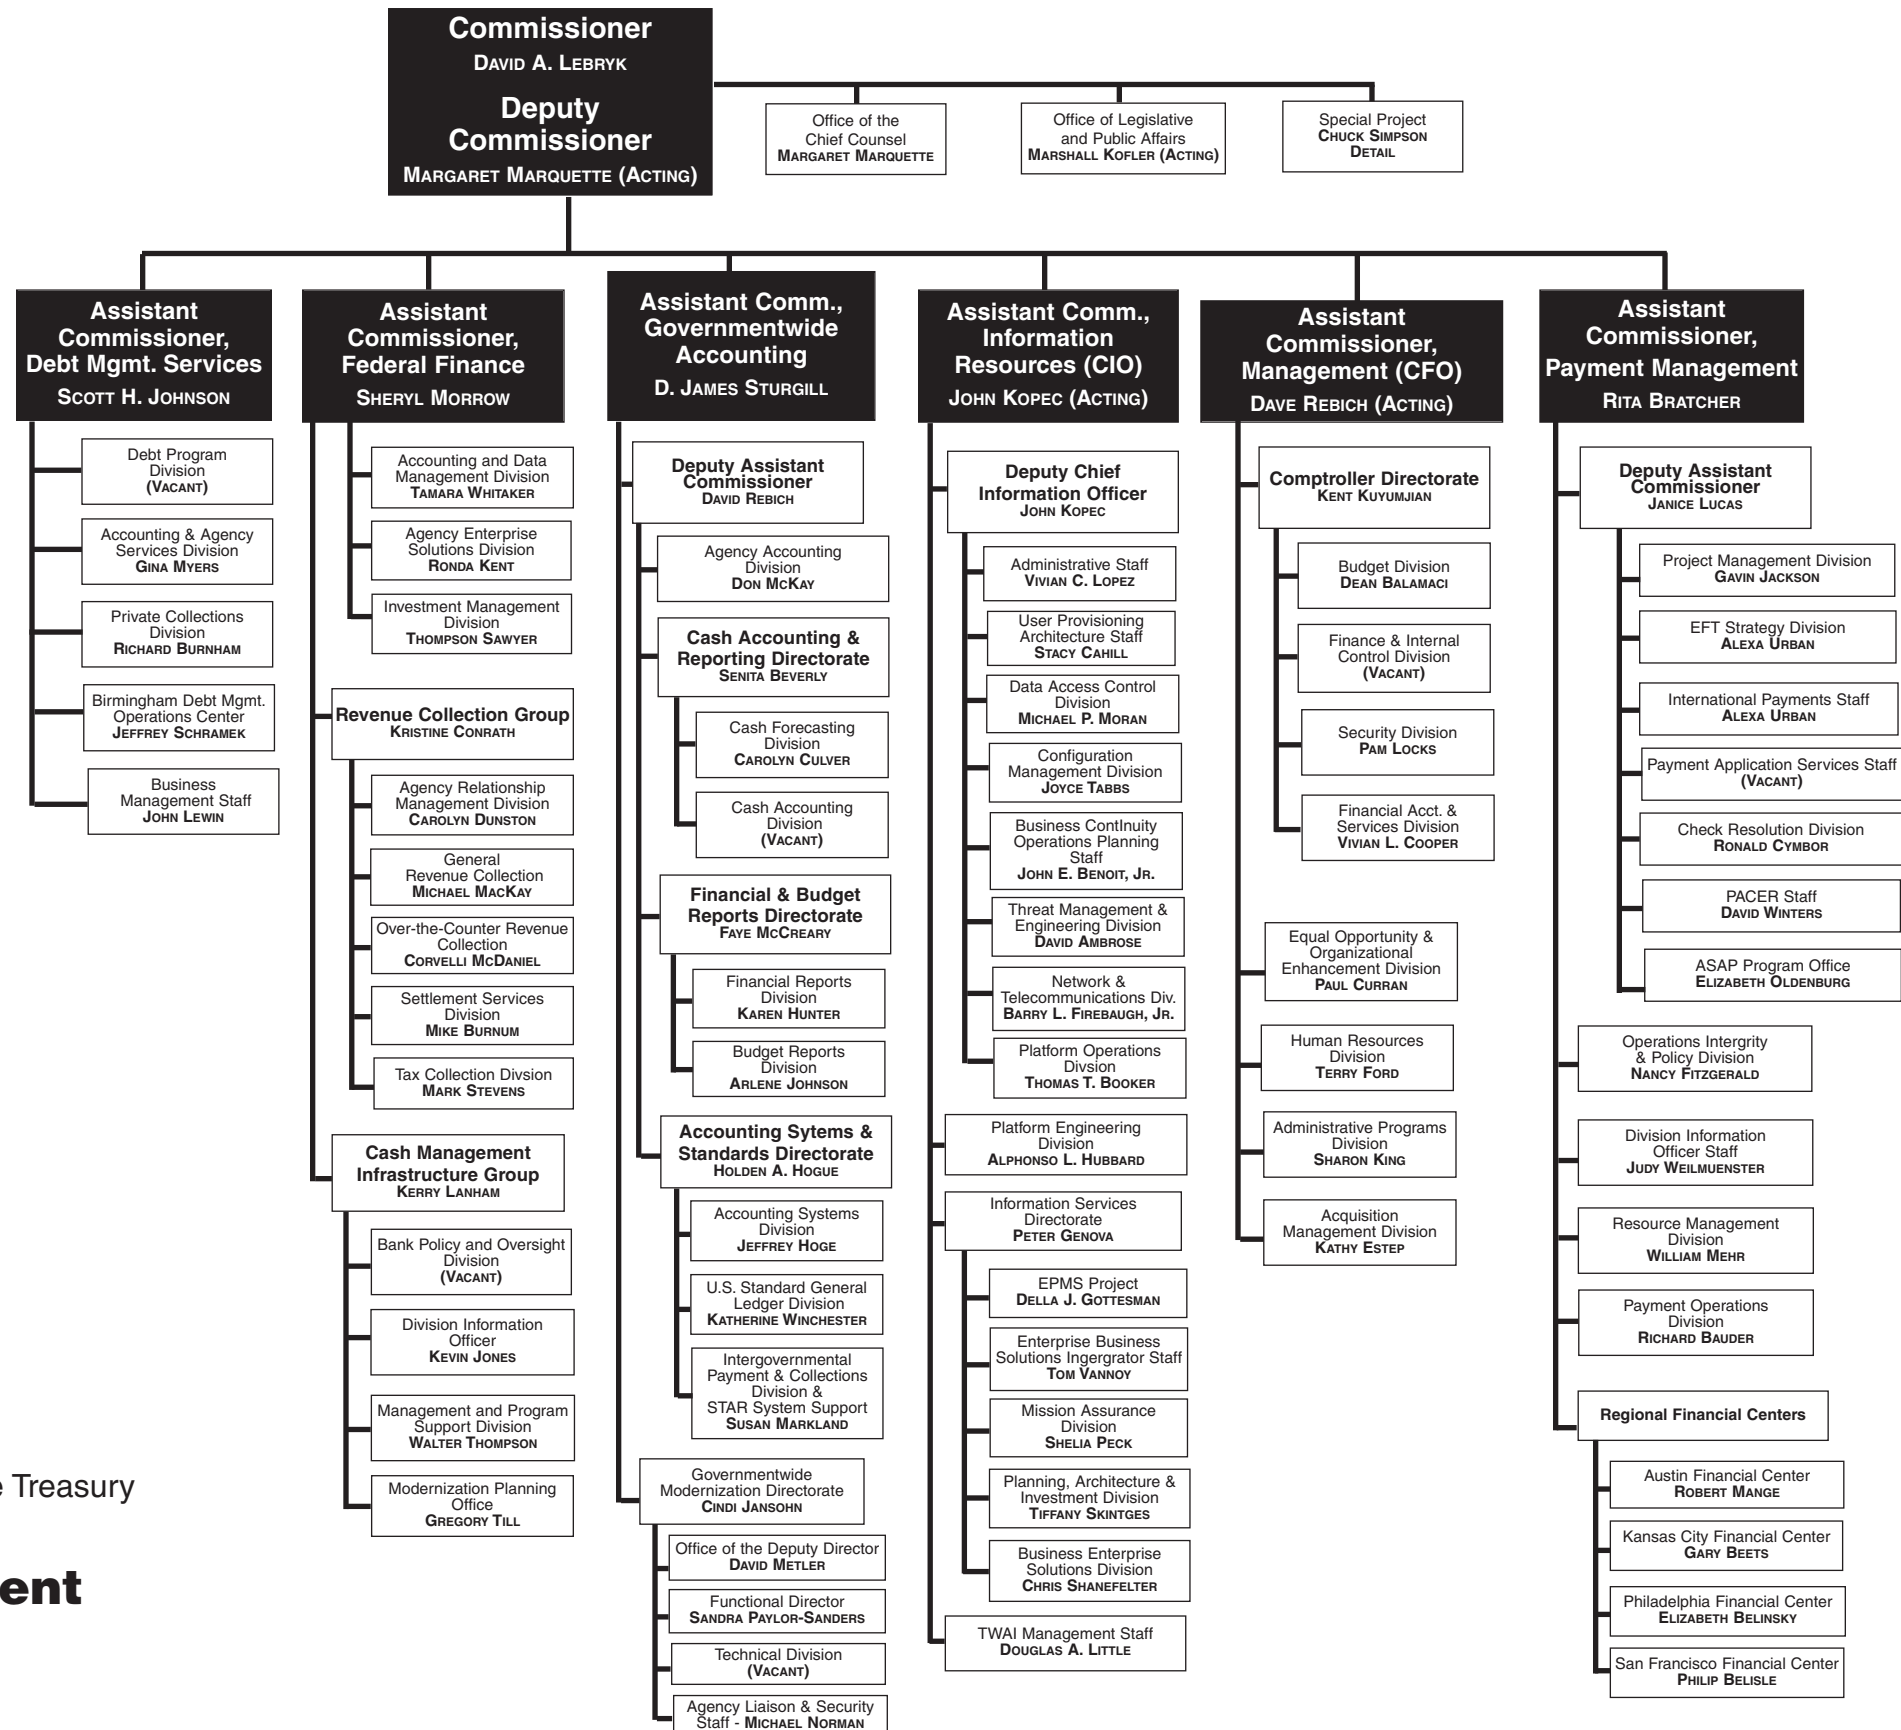 Commissioner
DAVID A. LEBRYK
Deputy
Commissioner
MARGARET MARQUETTE (ACTING)
Office of the
Chief Counsel
MARGARET MARQUETTE
Office of Legislative
and Public Affairs
MARSHALL KOFLER (ACTING)
Special Project
CHUCK SIMPSON
DETAIL
Assistant
Commissioner,
Debt Mgmt. Services
SCOTT H. JOHNSON
Debt Program
Division
(VACANT)
Accounting & Agency
Services Division
GINA MYERS
Private Collections
Division
RICHARD BURNHAM
Birmingham Debt Mgmt.
Operations Center
JEFFREY SCHRAMEK
Business
Management Staff
JOHN LEWIN
Assistant
Commissioner,
Federal Finance
SHERYL MORROW
Accounting and Data
Management Division
TAMARA WHITAKER
Agency Enterprise
Solutions Division
RONDA KENT
Investment Management
Division
THOMPSON SAWYER
Revenue Collection Group
KRISTINE CONRATH
Agency Relationship
Management Division
CAROLYN DUNSTON
General
Revenue Collection
MICHAEL MACKAY
Over-the-Counter Revenue
Collection
CORVELLI MCDANIEL
Settlement Services
Division
MIKE BURNUM
Tax Collection Divsion
MARK STEVENS
Cash Management
Infrastructure Group
KERRY LANHAM
Bank Policy and Oversight
Division
(VACANT)
Division Information
Officer
KEVIN JONES
Management and Program
Support Division
WALTER THOMPSON
Modernization Planning
Office
GREGORY TILL
Assistant Comm.,
Governmentwide
Accounting
D. JAMES STURGILL
Deputy Assistant
Commissioner
DAVID REBICH
Agency Accounting
Division
DON MCKAY
Cash Accounting &
Reporting Directorate
SENITA BEVERLY
Cash Forecasting
Division
CAROLYN CULVER
Cash Accounting
Division
(VACANT)
Financial & Budget
Reports Directorate
FAYE MCCREARY
Financial Reports
Division
KAREN HUNTER
Budget Reports
Division
ARLENE JOHNSON
Accounting Sytems &
Standards Directorate
HOLDEN A. HOGUE
Accounting Systems
Division
JEFFREY HOGE
U.S. Standard General
Ledger Division
KATHERINE WINCHESTER
Intergovernmental
Payment & Collections
Division &
STAR System Support
SUSAN MARKLAND
Governmentwide
Modernization Directorate
CINDI JANSOHN
Office of the Deputy Director
DAVID METLER
Functional Director
SANDRA PAYLOR-SANDERS
Technical Division
(VACANT)
Agency Liaison & Security
Staff - MICHAEL NORMAN
Assistant Comm.,
Information
Resources (CIO)
JOHN KOPEC (ACTING)
Deputy Chief
Information Officer
JOHN KOPEC
Administrative Staff
VIVIAN C. LOPEZ
User Provisioning
Architecture Staff
STACY CAHILL
Data Access Control
Division
MICHAEL P. MORAN
Configuration
Management Division
JOYCE TABBS
Business ContInuity
Operations Planning
Staff
JOHN E. BENOIT, JR.
Threat Management &
Engineering Division
DAVID AMBROSE
Network &
Telecommunications Div.
BARRY L. FIREBAUGH, JR.
Platform Operations
Divsion
THOMAS T. BOOKER
Platform Engineering
Division
ALPHONSO L. HUBBARD
Information Services
Directorate
PETER GENOVA
EPMS Project
DELLA J. GOTTESMAN
Enterprise Business
Solutions Ingergrator Staff
TOM VANNOY
Mission Assurance
Division
SHELIA PECK
Planning, Architecture &
Investment Division
TIFFANY SKINTGES
Business Enterprise
Solutions Division
CHRIS SHANEFELTER
TWAI Management Staff
DOUGLAS A. LITTLE
Assistant
Commissioner,
Management (CFO)
DAVE REBICH (ACTING)
Comptroller Directorate
KENT KUYUMJIAN
Budget Division
DEAN BALAMACI
Finance & Internal
Control Division
(VACANT)
Security Division
PAM LOCKS
Financial Acct. &
Services Division
VIVIAN L. COOPER
Equal Opportunity &
Organizational
Enhancement Division
PAUL CURRAN
Human Resources
Division
TERRY FORD
Administrative Programs
Division
SHARON KING
Acquisition
Management Division
KATHY ESTEP
Assistant
Commissioner,
Payment Management
RITA BRATCHER
Deputy Assistant
Commissioner
JANICE LUCAS
Project Management Division
GAVIN JACKSON
EFT Strategy Division
ALEXA URBAN
International Payments Staff
ALEXA URBAN
Payment Application Services Staff
(VACANT)
Check Resolution Division
RONALD CYMBOR
PACER Staff
DAVID WINTERS
ASAP Program Office
ELIZABETH OLDENBURG
Operations Intergrity
& Policy Division
NANCY FITZGERALD
Division Information
Officer Staff
JUDY WEILMUENSTER
Resource Management
Division
WILLIAM MEHR
Payment Operations
Division
RICHARD BAUDER
Regional Financial Centers
Austin Financial Center
ROBERT MANGE
Kansas City Financial Center
GARY BEETS
Philadelphia Financial Center
ELIZABETH BELINSKY
San Francisco Financial Center
PHILIP BELISLE
e Treasury
ent